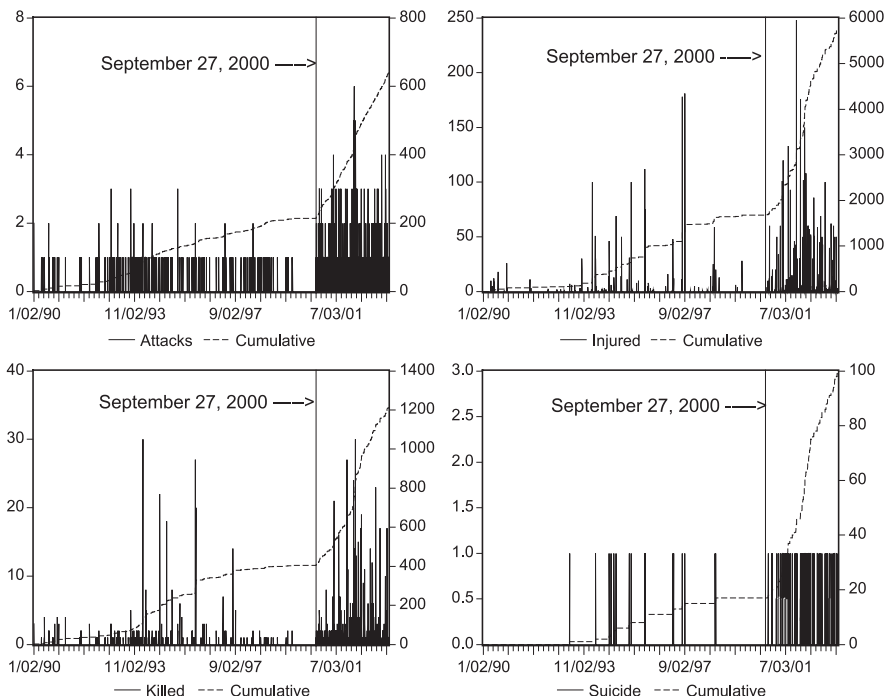 8 800
6 600
4 400
2 200
0 0
September 27, 2000 ---->
1/02/90 11/02/93 9/02/97 7/03/01
Attacks Cumulative
250 6000
200 5000
150 4000
100 3000
50 2000
0 1000
0
September 27, 2000 ---->
1/02/90 11/02/93 9/02/97 7/03/01
Injured Cumulative
40 1400
30 1200
20 1000
10 800
0 600
400
200
0
September 27, 2000 ---->
1/02/90 11/02/93 9/02/97 7/03/01
Killed Cumulative
3.0 100
2.5 80
2.0 60
1.5 40
1.0 20
0.5 0
0.0
September 27, 2000 ---->
1/02/90 11/02/93 9/02/97 7/03/01
Suicide Cumulative